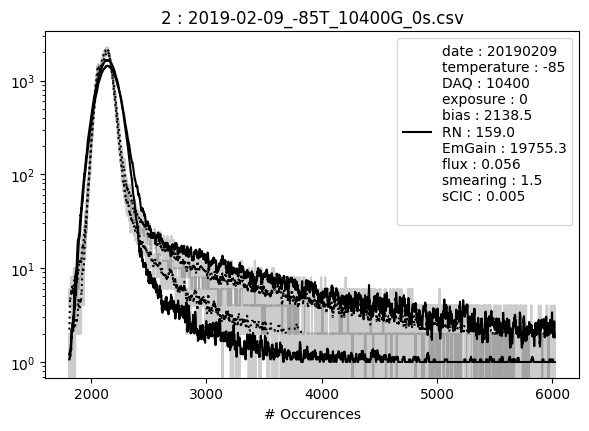 2 : 2019-02-09_-85T_10400G_0s.csv
date : 20190209
temperature : -85
DAQ : 10400
exposure : 0
bias : 2138.5
RN : 159.0
EmGain : 19755.3
flux : 0.056
smearing : 1.5
sCIC : 0.005
10³
10²
10¹
10⁰
2000 3000 4000 5000 6000
# Occurences